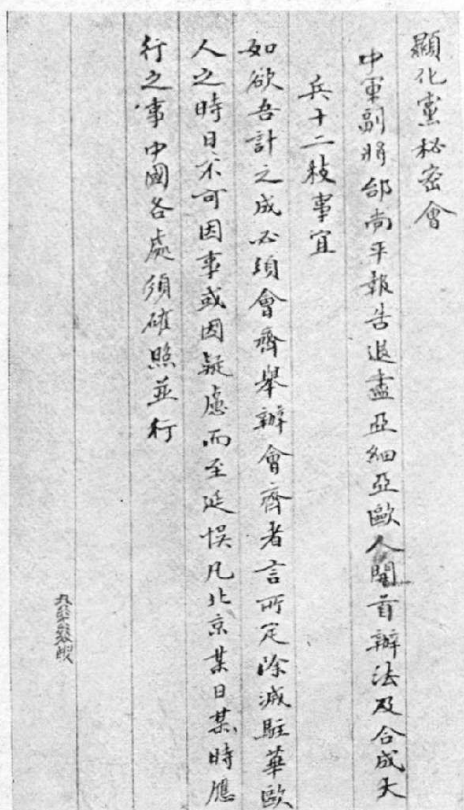 顯化黨秘密會
中軍副將郃尚平報告退盡亞細亞歐人開首辦法及合成大
兵十二枝事宜
如欲吾計之成必須會齊舉辦會齊者言所定除滅駐華歐
人之時日不可因事或因疑慮而至延悞凡北京某日某時應
行之事中國各處須確照並行